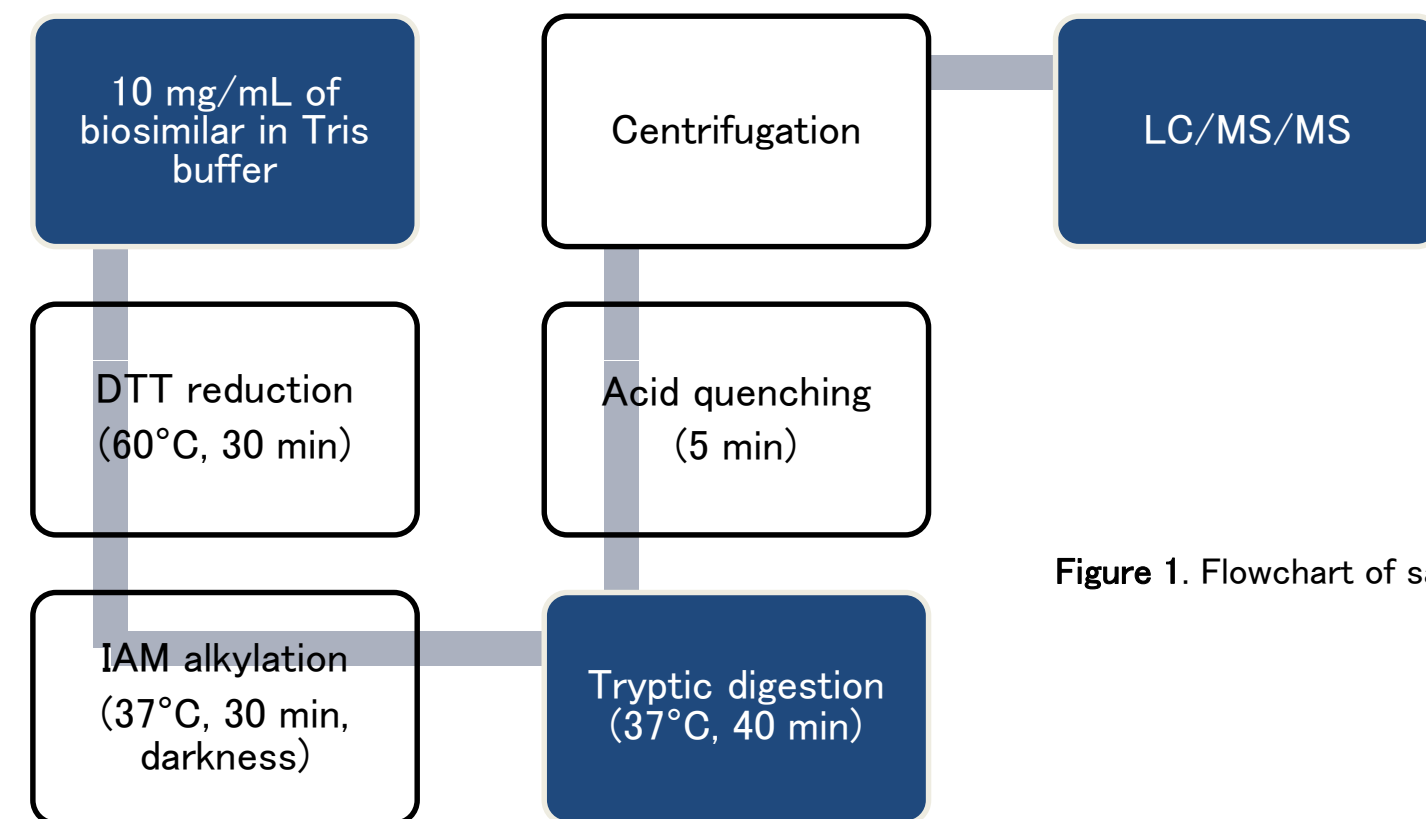 10 mg/mL of
biosimilar in Tris
buffer
DTT reduction
(60°C, 30 min)
IAM alkylation
(37°C, 30 min,
darkness)
Tryptic digestion
(37°C, 40 min)
Acid quenching
(5 min)
Centrifugation
LC/MS/MS
Figure 1. Flowchart of